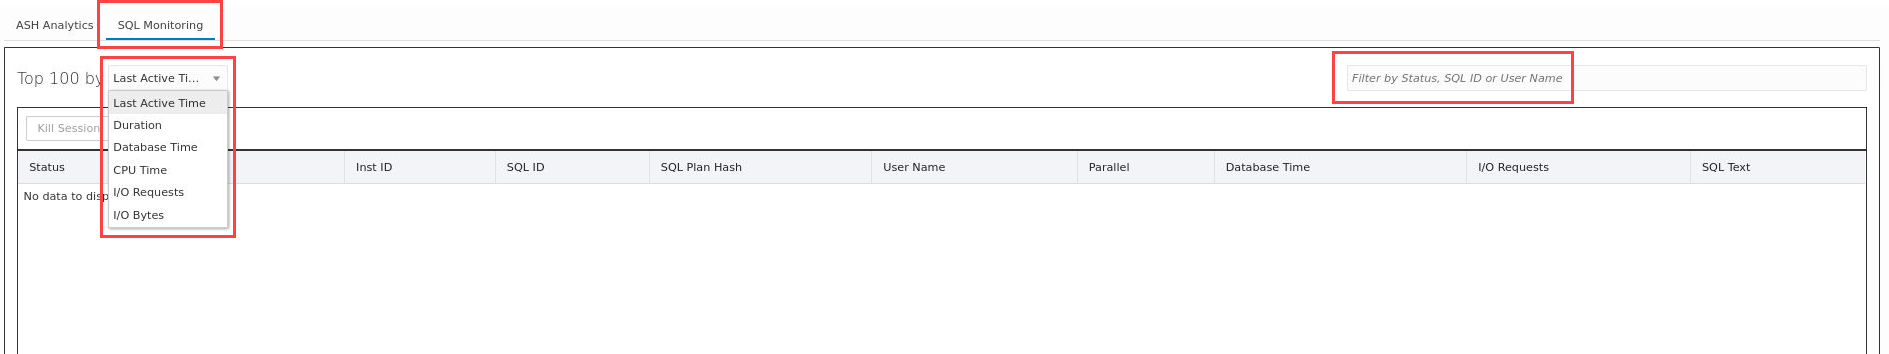 ASH Analytics SQL Monitoring
Top 100 by Last Active Ti... Filter by Status, SQL ID or User Name
Last Active Time
Duration
Kill Session
Database Time
Status Inst ID SQL ID SQL Plan Hash User Name Parallel Database Time I/O Requests SQL Text
CPU Time
I/O Requests
No data to disp
I/O Bytes